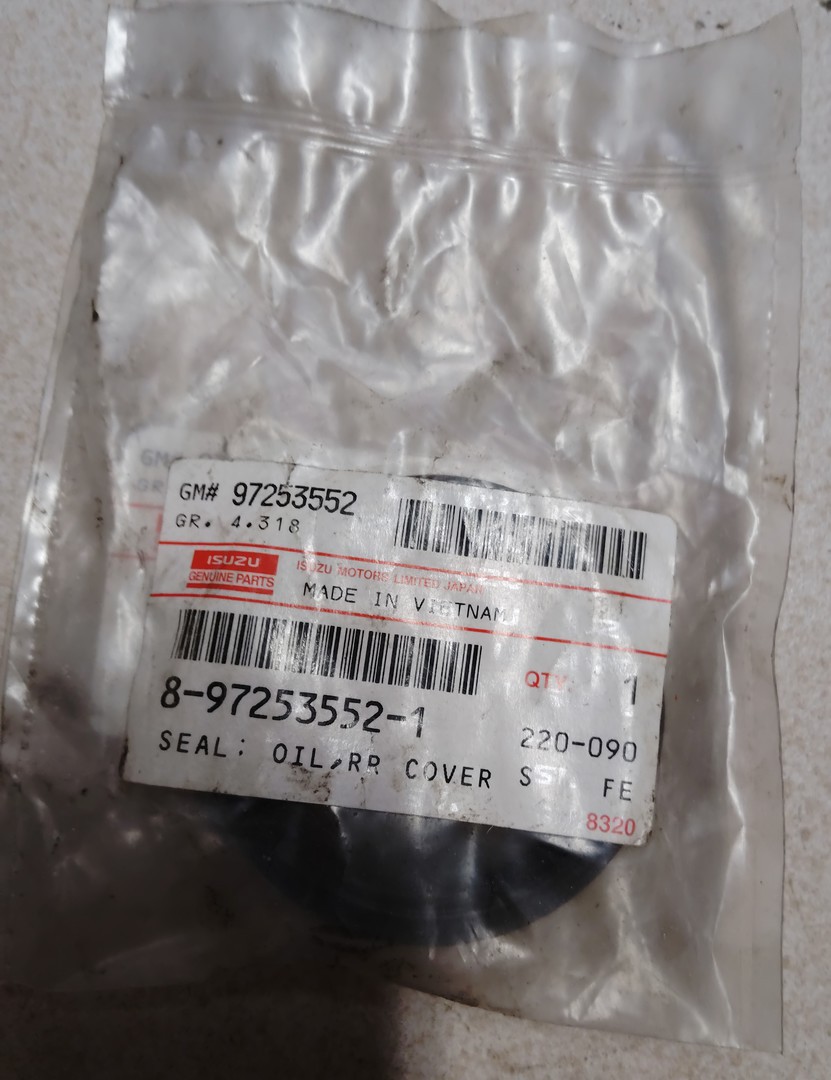 GM# 97253552
GR. 4.318
ISUZU
GENUINE PARTS
ISUZU MOTORS LIMITED JAPAN
MADE IN VIETNAM
QTY. 1
8-97253552-1
220-090
SEAL; OIL,RR COVER FE
8320